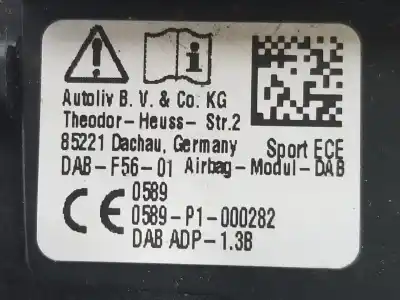 Autoliv B. V. & Co. KG
Theodor-Heuss- Str.2
85221 Dachau, Germany
Sport ECE
DAB-F56-01 Airbag-Modul-DAB
0589
CE 0589-P1-000282
DAB ADP-1.3B